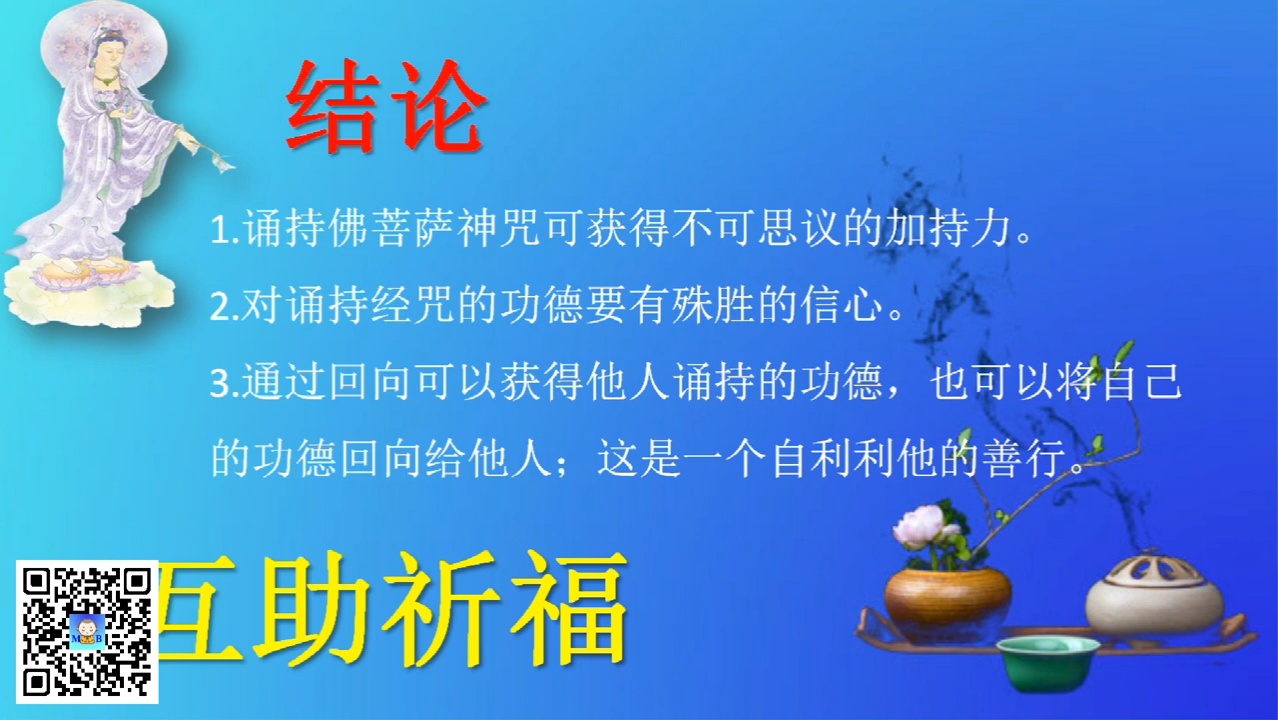 结论
1.诵持佛菩萨神咒可获得不可思议的加持力。
2.对诵持经咒的功德要有殊胜的信心。
3.通过回向可以获得他人诵持的功德，也可以将自己
的功德回向给他人；这是一个自利利他的善行。
互助祈福
M B